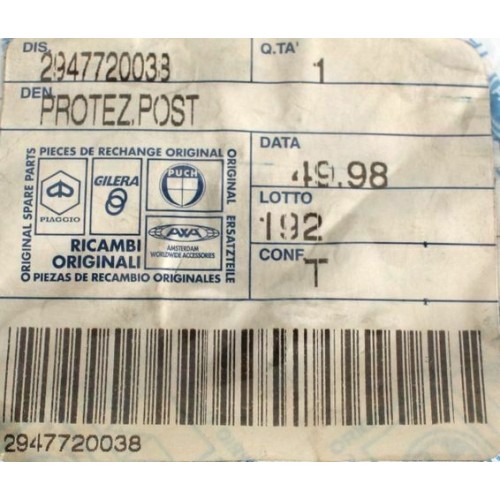 DIS. Q.TA'
2947720038 1
DEN.
PROTEZ.POST
DATA
49.98
LOTTO
192
CONF.
T
PIECES DE RECHANGE ORIGINAL
ORIGINAL SPARE PARTS
ORIGINAL ERSATZTEILE
PIAGGIO
GILERA
PUCH
AWA
AMSTERDAM
WORLDWIDE ACCESSORIES
RICAMBI
ORIGINALI
PIEZAS DE RECAMBIO ORIGINALES
2947720038